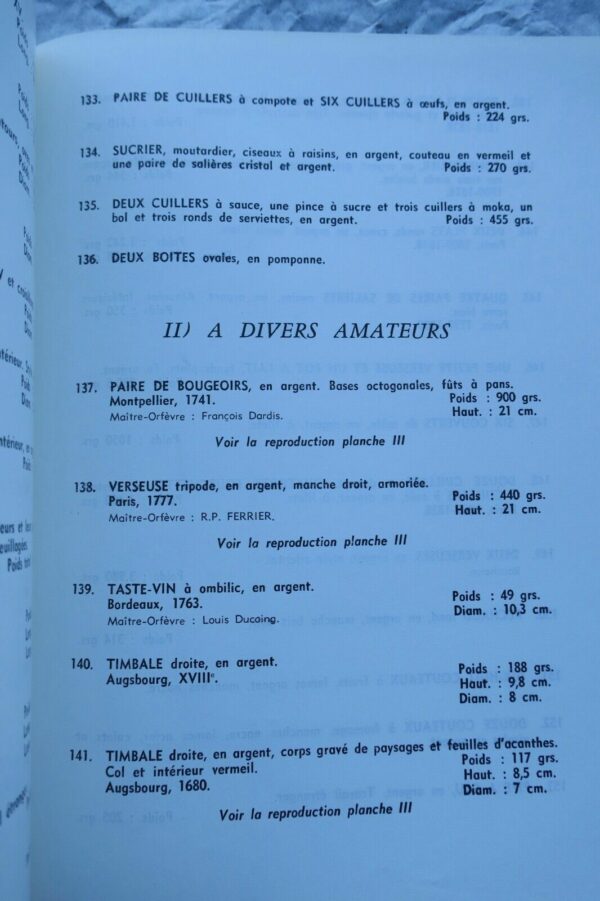 133. PAIRE DE CUILLERS à compote et SIX CUILLERS à œufs, en argent.
Poids : 224 grs.
134. SUCRIER, moutardier, ciseaux à raisins, en argent, couteau en vermeil et
une paire de salières cristal et argent. Poids : 270 grs.
135. DEUX CUILLERS à sauce, une pince à sucre et trois cuillers à moka, un
bol et trois ronds de serviettes, en argent. Poids : 455 grs.
136. DEUX BOITES ovales, en pomponne.
II) A DIVERS AMATEURS
137. PAIRE DE BOUGEOIRS, en argent. Bases octogonales, fûts à pans.
Montpellier, 1741. Poids : 900 grs.
Maître-Orfèvre : François Dardis. Haut. : 21 cm.
Voir la reproduction planche III
138. VERSEUSE tripode, en argent, manche droit, armoriée.
Paris, 1777. Poids : 440 grs.
Maître-Orfèvre : R.P. FERRIER. Haut. : 21 cm.
Voir la reproduction planche III
139. TASTE-VIN à ombilic, en argent.
Bordeaux, 1763. Poids : 49 grs.
Maître-Orfèvre : Louis Ducaing. Diam. : 10,3 cm.
140. TIMBALE droite, en argent. Poids : 188 grs.
Augsbourg, XVIIIe. Haut. : 9,8 cm.
Diam. : 8 cm.
141. TIMBALE droite, en argent, corps gravé de paysages et feuilles d'acanthes.
Col et intérieur vermeil. Poids : 117 grs.
Augsbourg, 1680. Haut. : 8,5 cm.
Diam. : 7 cm.
Voir la reproduction planche III